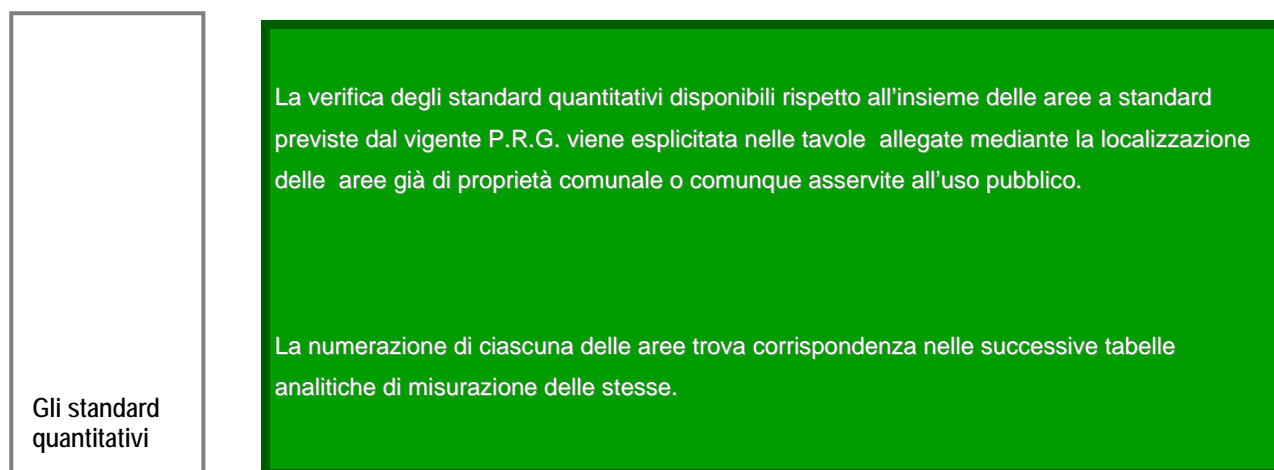 La verifica degli standard quantitativi disponibili rispetto all'insieme delle aree a standard
previste dal vigente P.R.G. viene esplicitata nelle tavole allegate mediante la localizzazione
delle aree già di proprietà comunale o comunque asservite all'uso pubblico.
La numerazione di ciascuna delle aree trova corrispondenza nelle successive tabelle
analitiche di misurazione delle stesse.
Gli standard
quantitativi